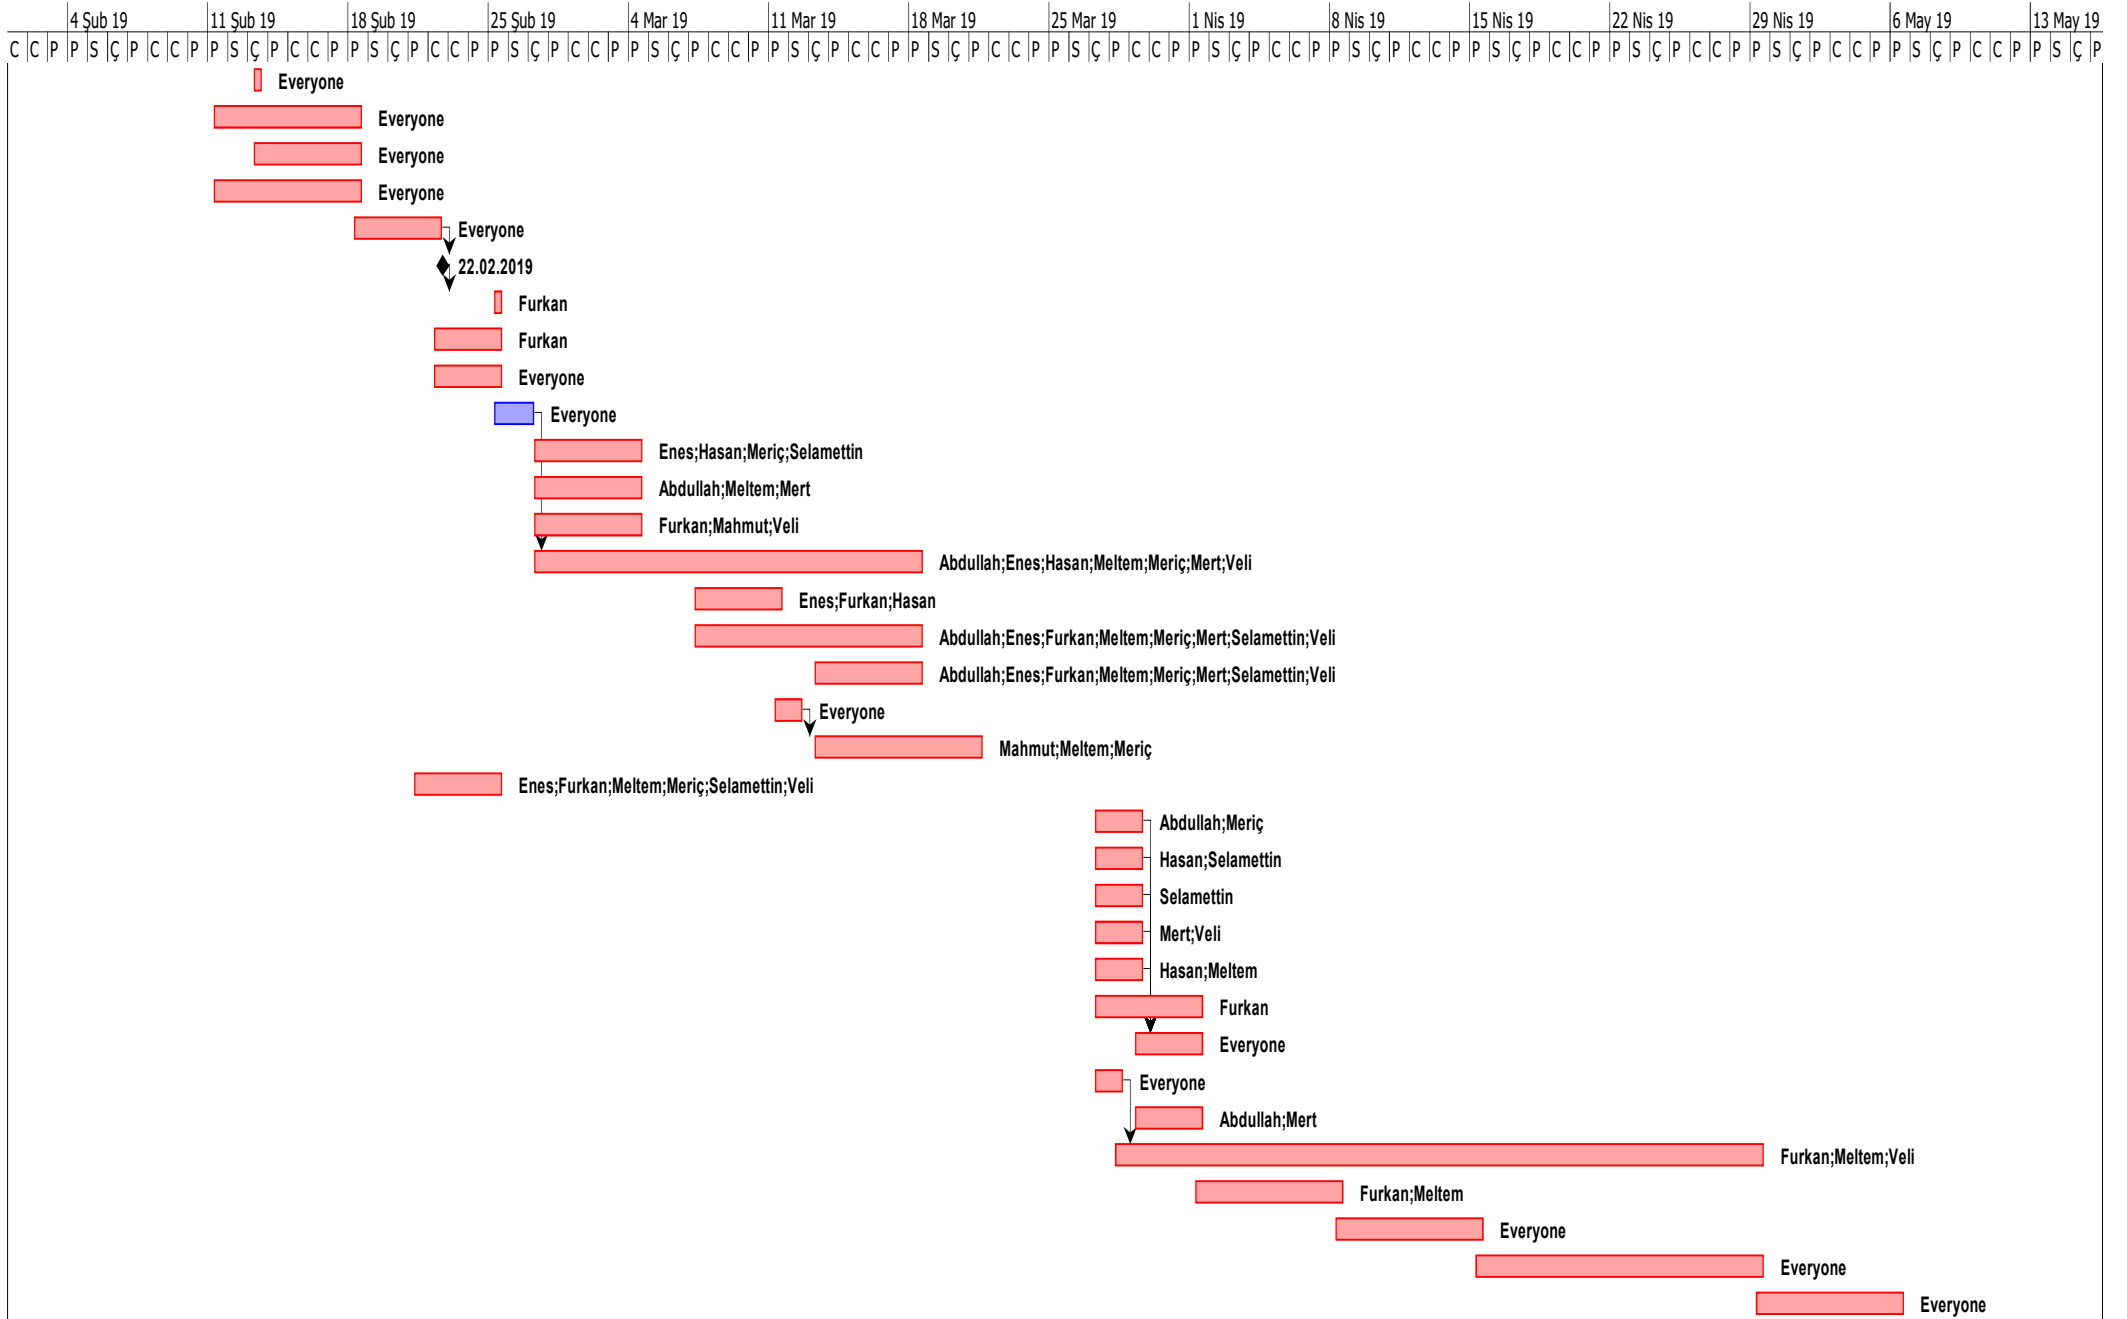 4 Şub 19 11 Şub 19 18 Şub 19 25 Şub 19 4 Mar 19 11 Mar 19 18 Mar 19 25 Mar 19 1 Nis 19 8 Nis 19 15 Nis 19 22 Nis 19 29 Nis 19 6 May 19 13 May 19
C C P P S Ç P C C P P S Ç P C C P P S Ç P C C P P S Ç P C C P P S Ç P C C P P S Ç P C C P P S Ç P C C P P S Ç P C C P P S Ç P C C P P S Ç P C C P P S Ç P C C P P S Ç P C C P P S Ç P C C P P S Ç P C C P P S Ç P
Everyone
Everyone
Everyone
Everyone
Everyone
22.02.2019
Furkan
Furkan
Everyone
Everyone
Enes;Hasan;Meriç;Selamettin
Abdullah;Meltem;Mert
Furkan;Mahmut;Veli
Abdullah;Enes;Hasan;Meltem;Meriç;Mert;Veli
Enes;Furkan;Hasan
Abdullah;Enes;Furkan;Meltem;Meriç;Mert;Selamettin;Veli
Abdullah;Enes;Furkan;Meltem;Meriç;Mert;Selamettin;Veli
Everyone
Mahmut;Meltem;Meriç
Enes;Furkan;Meltem;Meriç;Selamettin;Veli
Abdullah;Meriç
Hasan;Selamettin
Selamettin
Mert;Veli
Hasan;Meltem
Furkan
Everyone
Everyone
Abdullah;Mert
Furkan;Meltem;Veli
Furkan;Meltem
Everyone
Everyone
Everyone